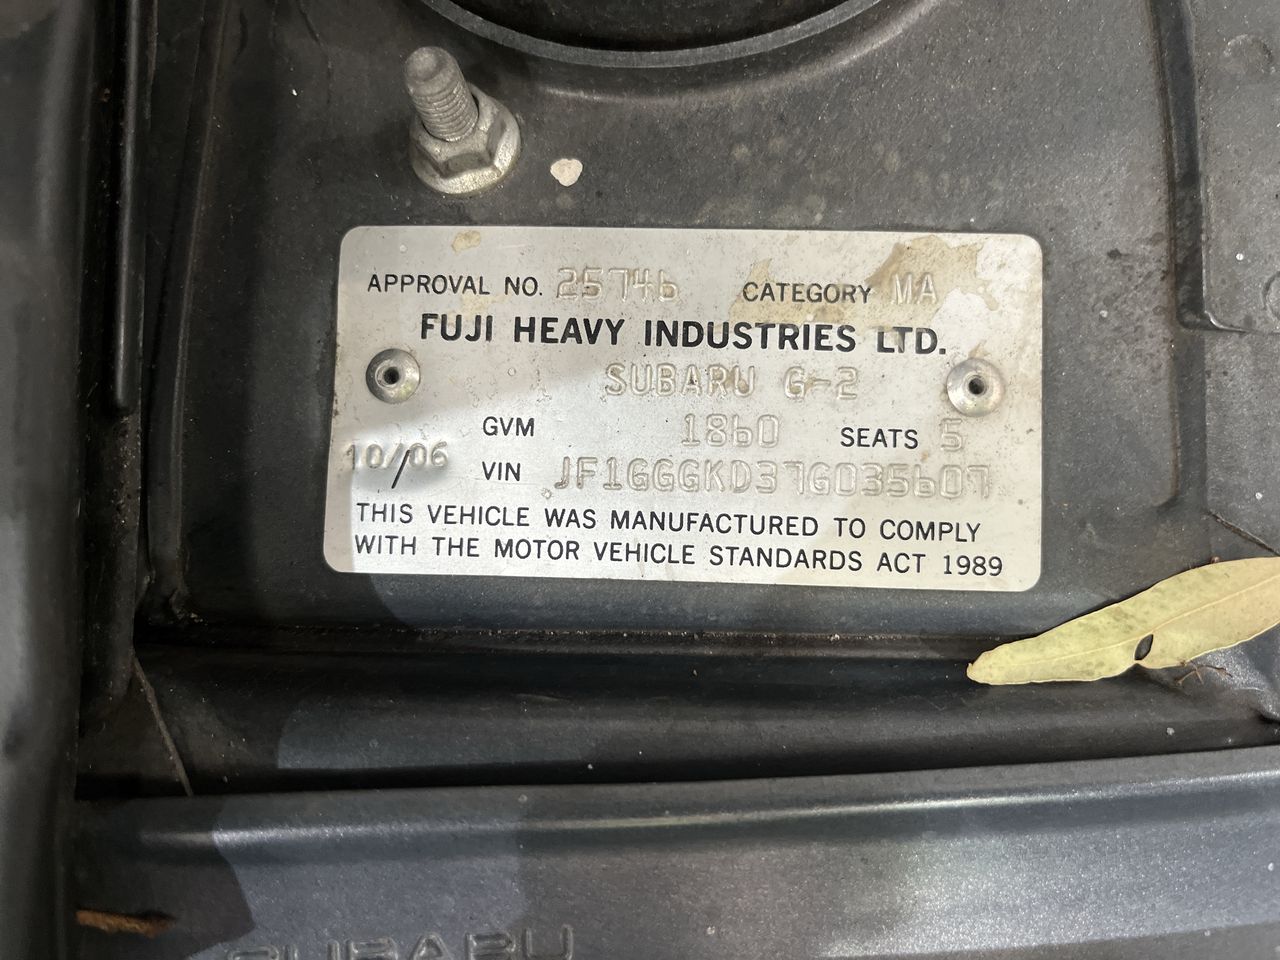 APPROVAL NO. 25746 CATEGORY MA
FUJI HEAVY INDUSTRIES LTD.
SUBARU G-2
GVM 1860 SEATS 5
10/06 VIN JF1GGGKD37G035607
THIS VEHICLE WAS MANUFACTURED TO COMPLY
WITH THE MOTOR VEHICLE STANDARDS ACT 1989
SUBARU